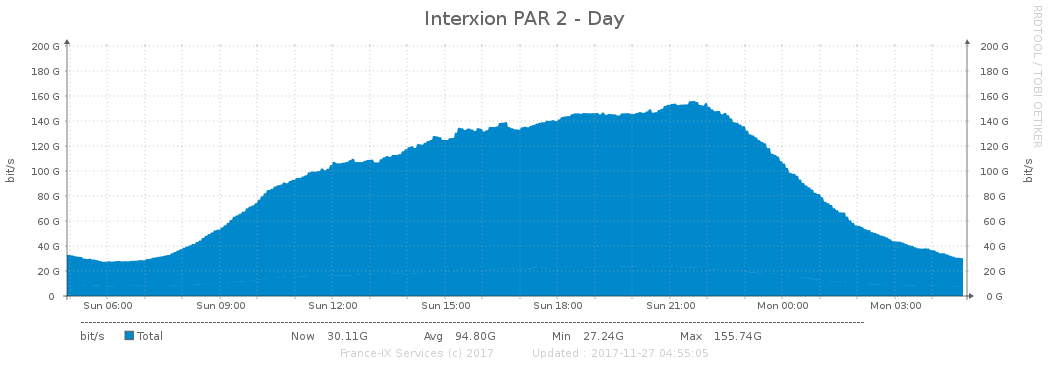 Interxion PAR 2 - Day
RRDTOOL / TOBI OETIKER
200 G 200 G
180 G 180 G
160 G 160 G
140 G 140 G
120 G 120 G
100 G 100 G
80 G 80 G
60 G 60 G
40 G 40 G
20 G 20 G
0 0 G
bit/s
bit/s
Sun 06:00 Sun 09:00 Sun 12:00 Sun 15:00 Sun 18:00 Sun 21:00 Mon 00:00 Mon 03:00
bit/s Total Now 30.11G Avg 94.80G Min 27.24G Max 155.74G
France-IX Services (c) 2017 Updated : 2017-11-27 04:55:05